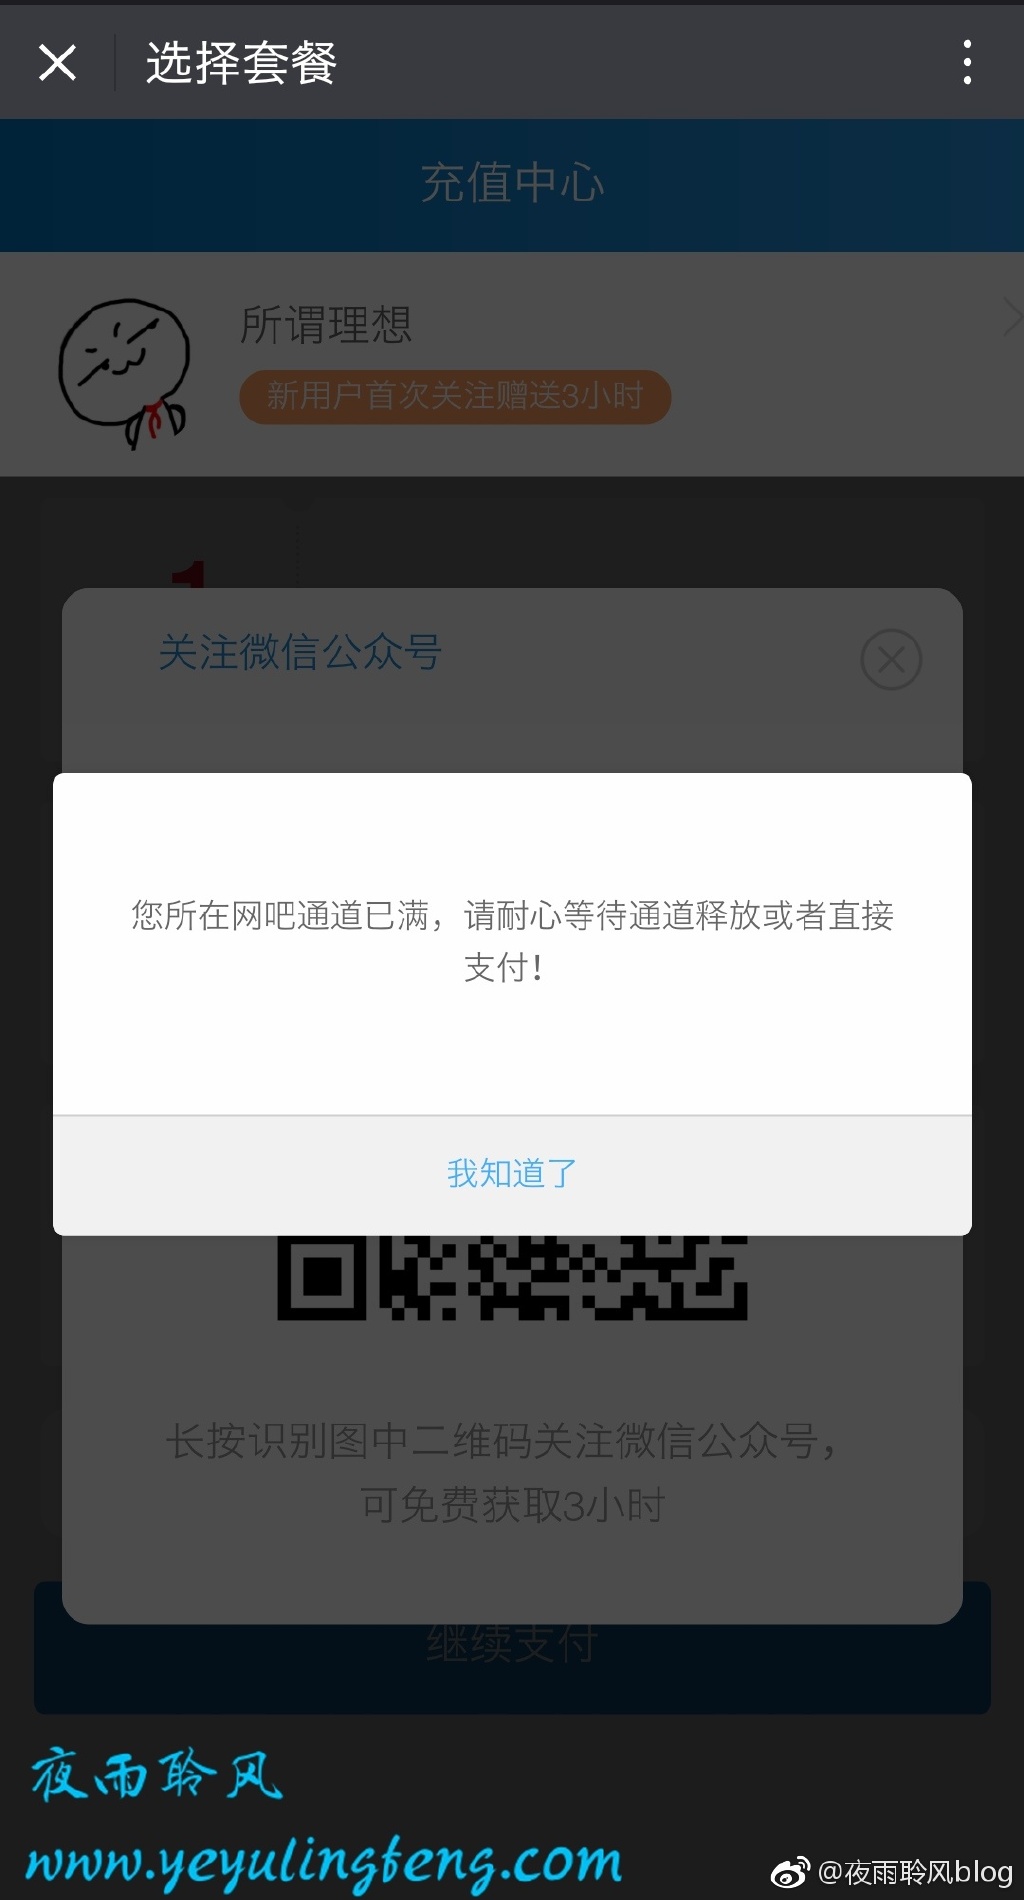 选择套餐
充值中心
所谓理想
新用户首次关注赠送3小时
1
关注微信公众号
您所在网吧通道已满，请耐心等待通道释放或者直接
支付！
我知道了
长按识别图中二维码关注微信公众号，
可免费获取3小时
继续支付
夜雨聆风
www.yeyulingfeng.com
@夜雨聆风blog